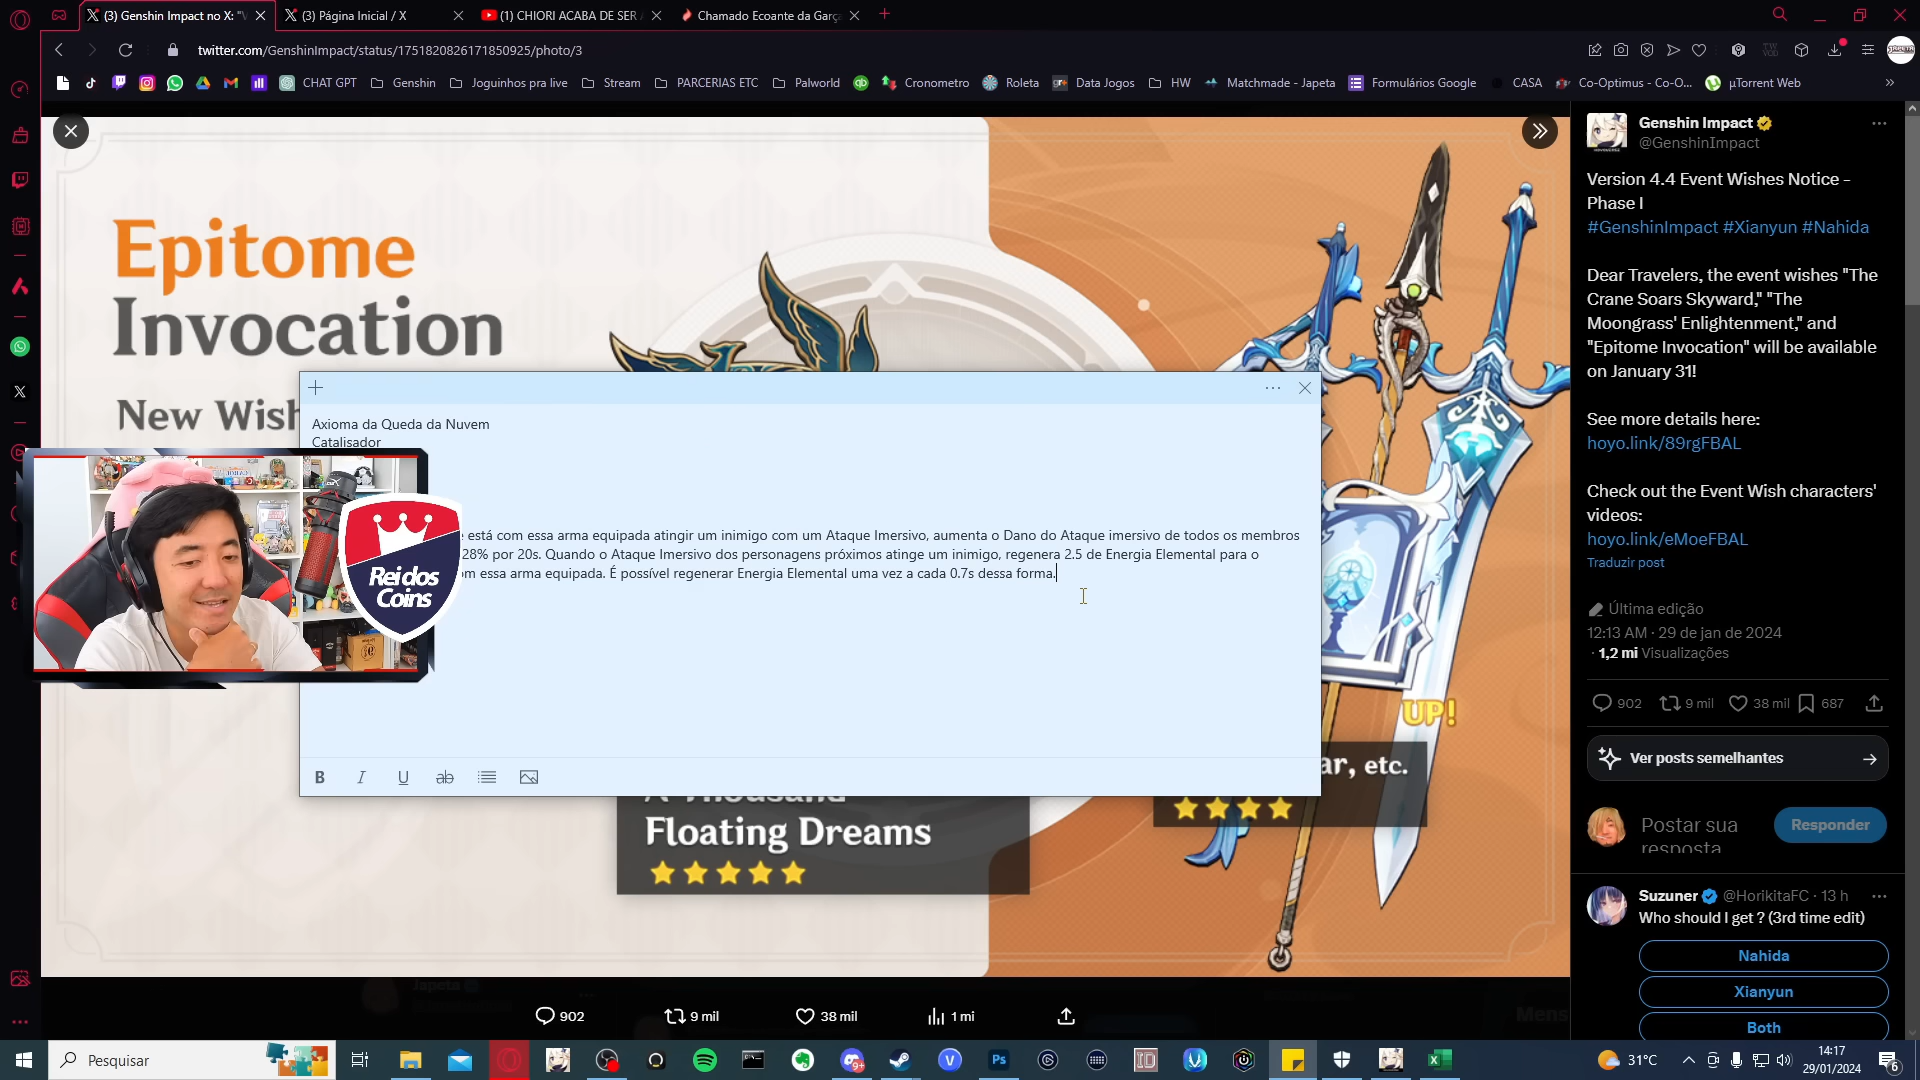 (3) Genshin Impact no X: "V
(3) Página Inicial / X
(1) CHIORI ACABA DE SER
Chamado Ecoante da Garça
twitter.com/GenshinImpact/status/1751820826171850925/photo/3
CHAT GPT
Genshin
Joguinhos pra live
Stream
PARCERIAS ETC
Palworld
Cronometro
Roleta
Data Jogos
HW
Matchmade - Japeta
Formulários Google
CASA
Co-Optimus - Co-O...
µTorrent Web
Epitome
Invocation
New Wish
Axioma da Queda da Nuvem
Catalisador
está com essa arma equipada atingir um inimigo com um Ataque Imersivo, aumenta o Dano do Ataque imersivo de todos os membros
28% por 20s. Quando o Ataque Imersivo dos personagens próximos atinge um inimigo, regenera 2.5 de Energia Elemental para o
om essa arma equipada. É possível regenerar Energia Elemental uma vez a cada 0.7s dessa forma.
Rei dos
Coins
B I U ab
A Thousand
Floating Dreams
UP!
ar, etc.
902
9 mil
38 mil
1 mi
Genshin Impact
@GenshinImpact
Version 4.4 Event Wishes Notice -
Phase I
#GenshinImpact #Xianyun #Nahida
Dear Travelers, the event wishes "The
Crane Soars Skyward," "The
Moongrass' Enlightenment," and
"Epitome Invocation" will be available
on January 31!
See more details here:
hoyo.link/89rgFBAL
Check out the Event Wish characters'
videos:
hoyo.link/eMoeFBAL
Traduzir post
Última edição
12:13 AM · 29 de jan de 2024
· 1,2 mi Visualizações
902 9 mil 38 mil 687
Ver posts semelhantes
Postar sua
resposta
Responder
Suzuner @HorikitaFC · 13 h
Who should I get ? (3rd time edit)
Nahida
Xianyun
Both
Japeta
Mens
Pesquisar
9+
Ps
31°C
14:17
29/01/2024
6